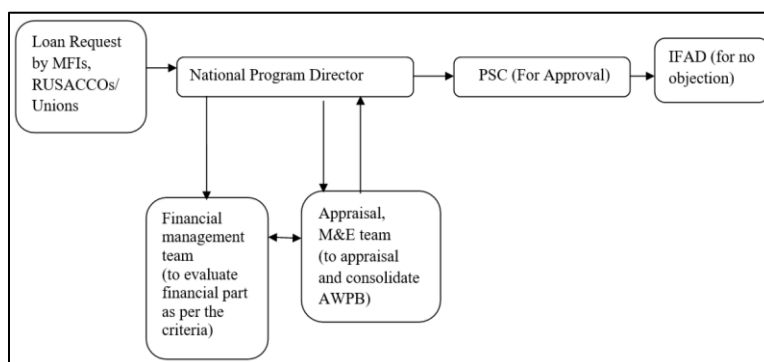 Loan Request
by MFIs,
RUSACCOs/
Unions
National Program Director
PSC (For Approval)
IFAD (for no
objection)
Financial
management
team
(to evaluate
financial part
as per the
criteria)
Appraisal,
M&E team
(to appraisal
and consolidate
AWPB)